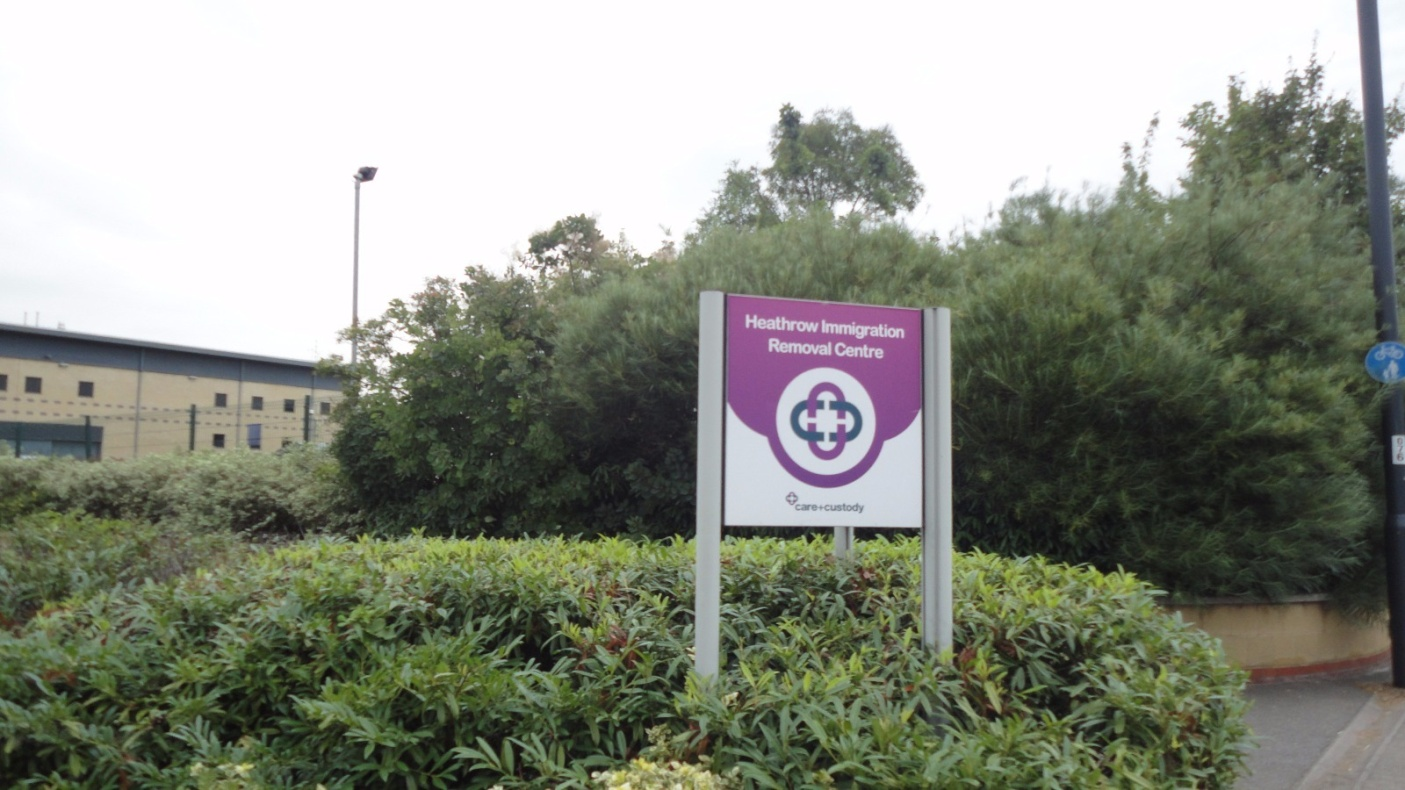 Heathrow Immigration
Removal Centre
care+custody